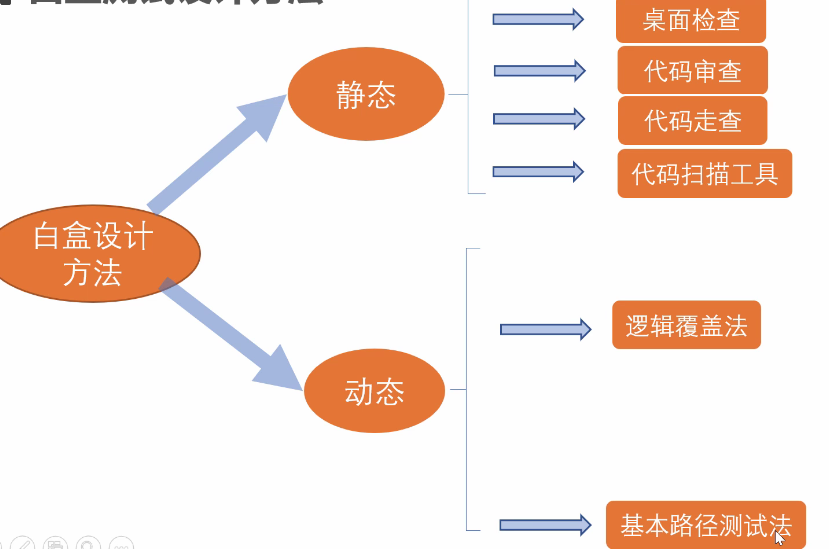 桌面检查
静态
代码审查
代码走查
代码扫描工具
白盒设计
方法
逻辑覆盖法
动态
基本路径测试法